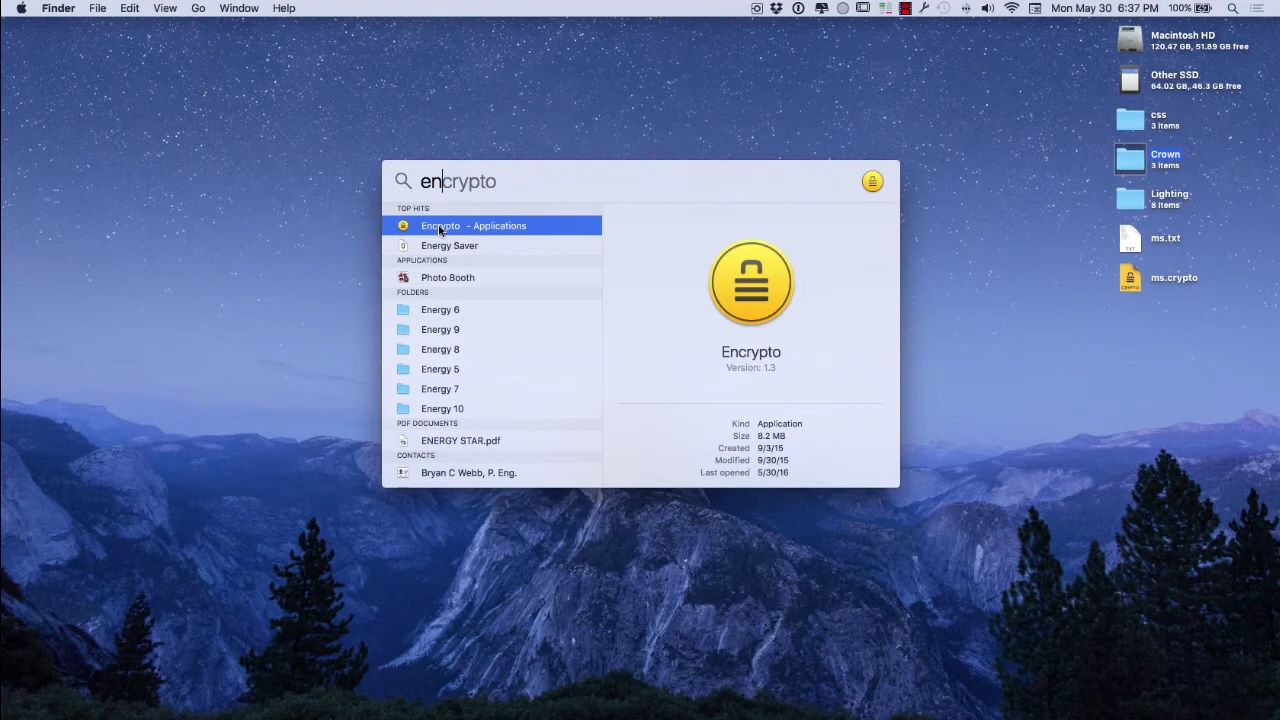 Finder File Edit View Go Window Help Mon May 30 6:37 PM 100%
Macintosh HD
120.47 GB, 51.89 GB free
Other SSD
64.02 GB, 46.3 GB free
css
3 items
Crown
3 items
Lighting
8 items
TXT
ms.txt
CRYPTO
ms.crypto
encrypto
TOP HITS
Encrypto - Applications
Energy Saver
APPLICATIONS
Photo Booth
FOLDERS
Energy 6
Energy 9
Energy 8
Energy 5
Energy 7
Energy 10
PDF DOCUMENTS
ENERGY STAR.pdf
CONTACTS
Bryan C Webb, P. Eng.
Encrypto
Version: 1.3
Kind Application
Size 8.2 MB
Created 9/3/15
Modified 9/30/15
Last opened 5/30/16